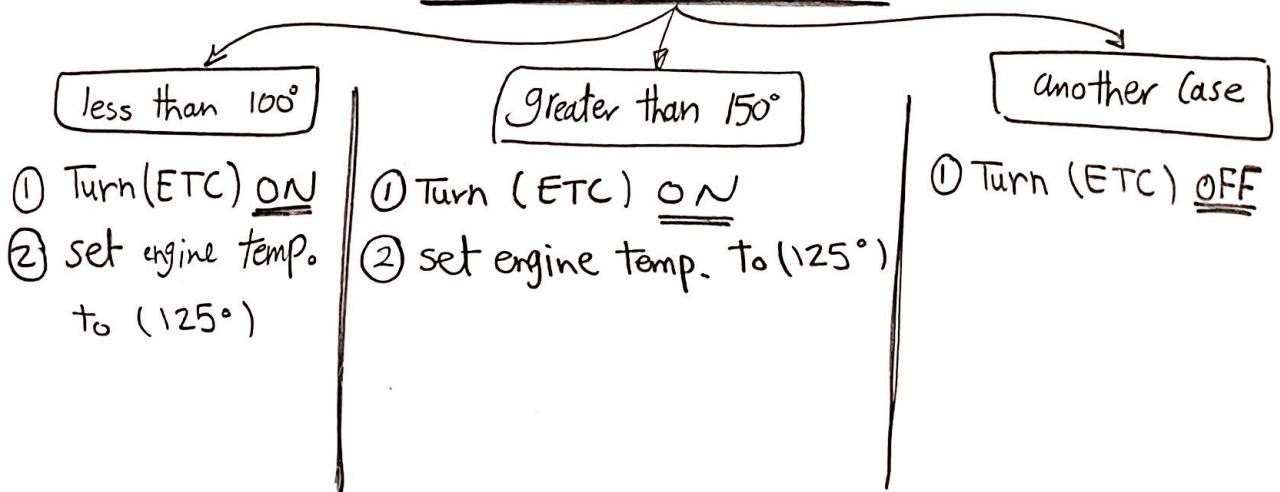 less than 100°
① Turn (ETC) ON
② set engine temp.
to (125°)
greater than 150°
① Turn (ETC) ON
② set engine temp. to (125°)
another Case
① Turn (ETC) OFF